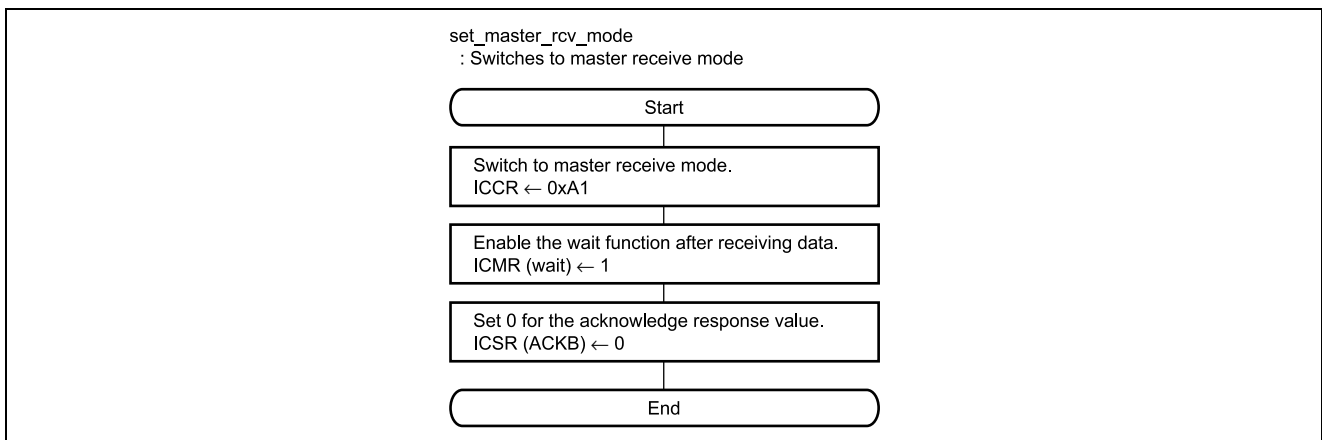 set_master_rcv_mode
: Switches to master receive mode
Start
Switch to master receive mode.
ICCR ← 0xA1
Enable the wait function after receiving data.
ICMR (wait) ← 1
Set 0 for the acknowledge response value.
ICSR (ACKB) ← 0
End